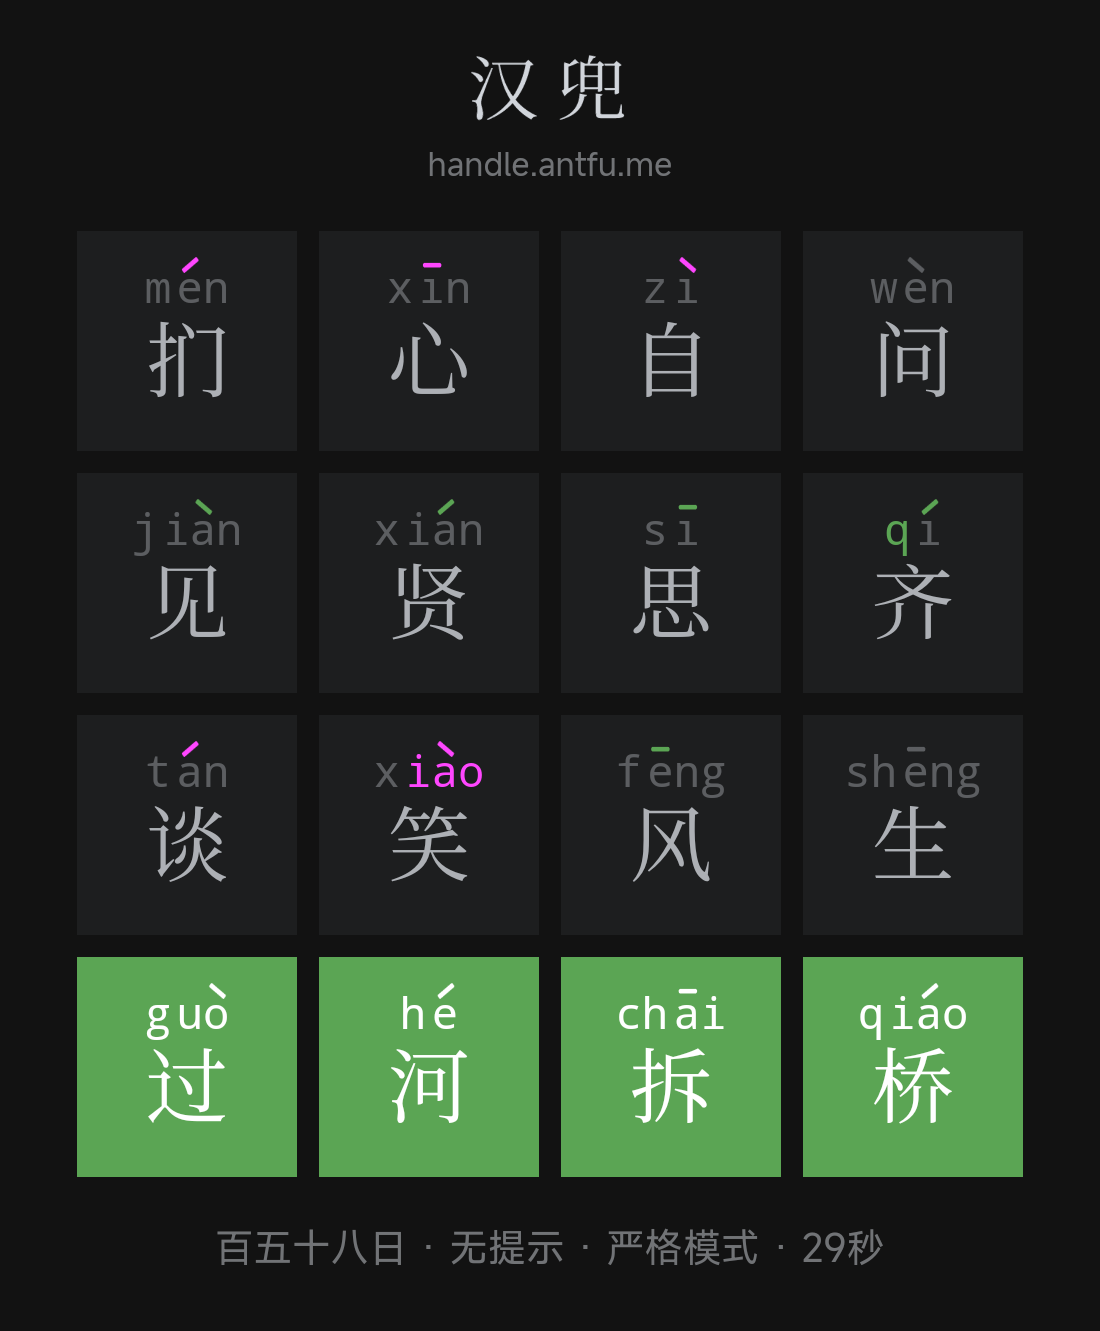 汉兜
handle.antfu.me
mén xīn zì wèn
扪心自问
jiàn xián sī qí
见贤思齐
tán xiào fēng shēng
谈笑风生
guò hé chāi qiáo
过河拆桥
百五十八日 · 无提示 · 严格模式 · 29秒